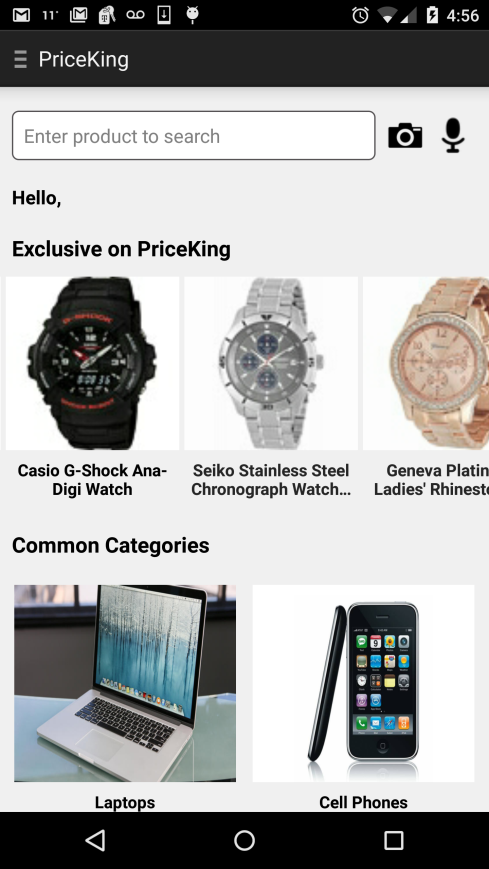 11°
4:56
PriceKing
Enter product to search
Hello,
Exclusive on PriceKing
G-SHOCK
Casio G-Shock Ana-
Digi Watch
Seiko Stainless Steel
Chronograph Watch...
Geneva Platin
Ladies' Rhinest
Common Categories
Laptops
Cell Phones